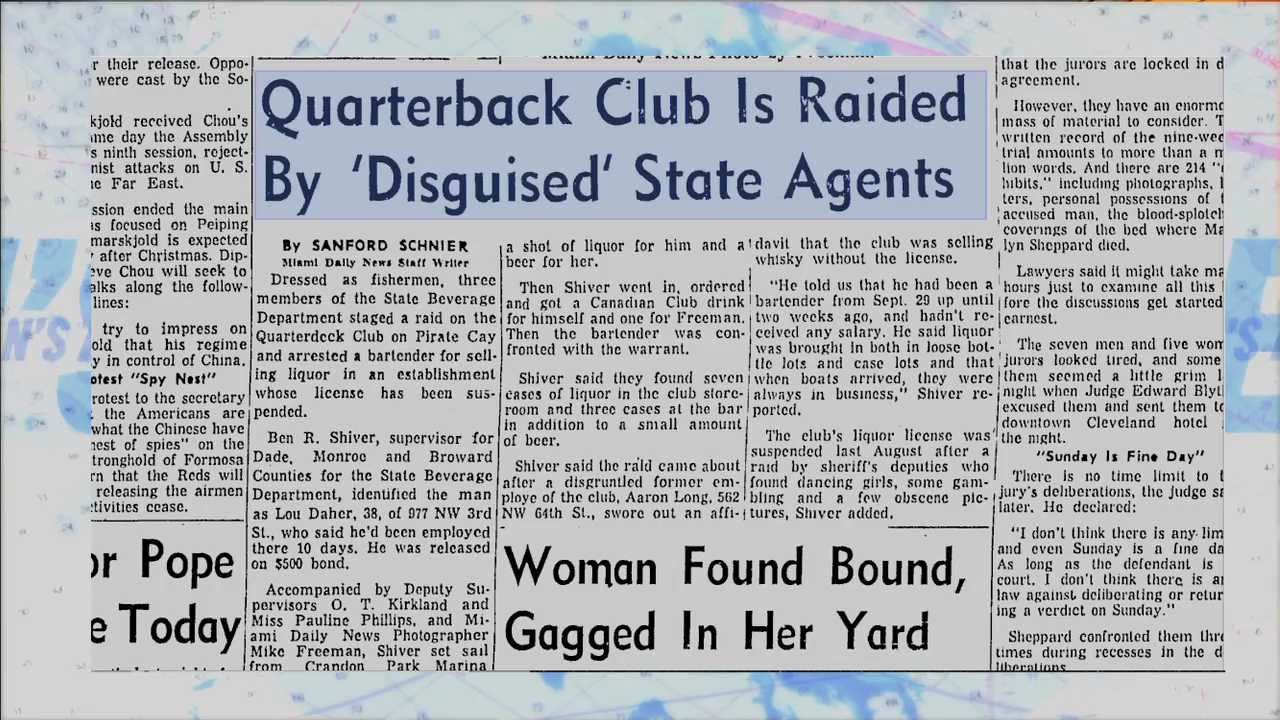 r their release. Oppo-
were cast by the So-
kjold received Chou's
me day the Assembly
s ninth session, reject-
nist attacks on U. S.
Far East.
ssion ended the main
as focused on Peiping
marskjold is expected
after Christmas. Dip-
eve Chou will seek to
alks along the follow-
lines:
try to impress on
old that his regime
y in control of China.
otest "Spy Nest"
rotest to the secretary
the Americans are
what the Chinese have
nest of spies" on the
tronghold of Formosa
rn that the Reds will
releasing the airmen
tivities cease.
or Pope
e Today
Miami Daily News Photo by Freeman.
Quarterback Club Is Raided
By 'Disguised' State Agents
By SANFORD SCHNIER
Miami Daily News Staff Writer
Dressed as fishermen, three
members of the State Beverage
Department staged a raid on the
Quarterdeck Club on Pirate Cay
and arrested a bartender for sell-
ing liquor in an establishment
whose license has been sus-
pended.
Ben R. Shiver, supervisor for
Dade, Monroe and Broward
Counties for the State Beverage
Department, identified the man
as Lou Daher, 38, of 977 NW 3rd
St., who said he'd been employed
there 10 days. He was released
on $500 bond.
Accompanied by Deputy Su-
pervisors O. T. Kirkland and
Miss Pauline Phillips, and Mi-
ami Daily News Photographer
Mike Freeman, Shiver set sail
from Crandon Park Marina
a shot of liquor for him and a
beer for her.
Then Shiver went in, ordered
and got a Canadian Club drink
for himself and one for Freeman.
Then the bartender was con-
fronted with the warrant.
Shiver said they found seven
cases of liquor in the club store-
room and three cases at the bar
in addition to a small amount
of beer.
Shiver said the raid came about
after a disgruntled former em-
ploye of the club, Aaron Long, 562
NW 64th St., swore out an affi-
davit that the club was selling
whisky without the license.
"He told us that he had been a
bartender from Sept. 29 up until
two weeks ago, and hadn't re-
ceived any salary. He said liquor
was brought in both in loose bot-
tle lots and case lots and that
when boats arrived, they were
always in business," Shiver re-
ported.
The club's liquor license was
suspended last August after a
raid by sheriff's deputies who
found dancing girls, some gam-
bling and a few obscene pic-
tures, Shiver added.
Woman Found Bound,
Gagged In Her Yard
that the jurors are locked in d
agreement.
However, they have an enorm
mass of material to consider. T
written record of the nine-wee
trial amounts to more than a m
lion words. And there are 214 "e
hibits," including photographs, l
ters, personal possessions of t
accused man, the blood-splotch
coverings of the bed where Ma
lyn Sheppard died.
Lawyers said it might take ma
hours just to examine all this
fore the discussions get started
earnest.
The seven men and five wom
jurors looked tired, and some
them seemed a little grim l
night when Judge Edward Blyt
excused them and sent them to
downtown Cleveland hotel
the night.
"Sunday Is Fine Day"
There is no time limit to t
jury's deliberations, the judge sa
later. He declared:
"I don't think there is any lim
and even Sunday is a fine da
As long as the defendant is
court. I don't think there is an
law against deliberating or retur
ing a verdict on Sunday."
Sheppard confronted them thre
times during recesses in the d
liberations